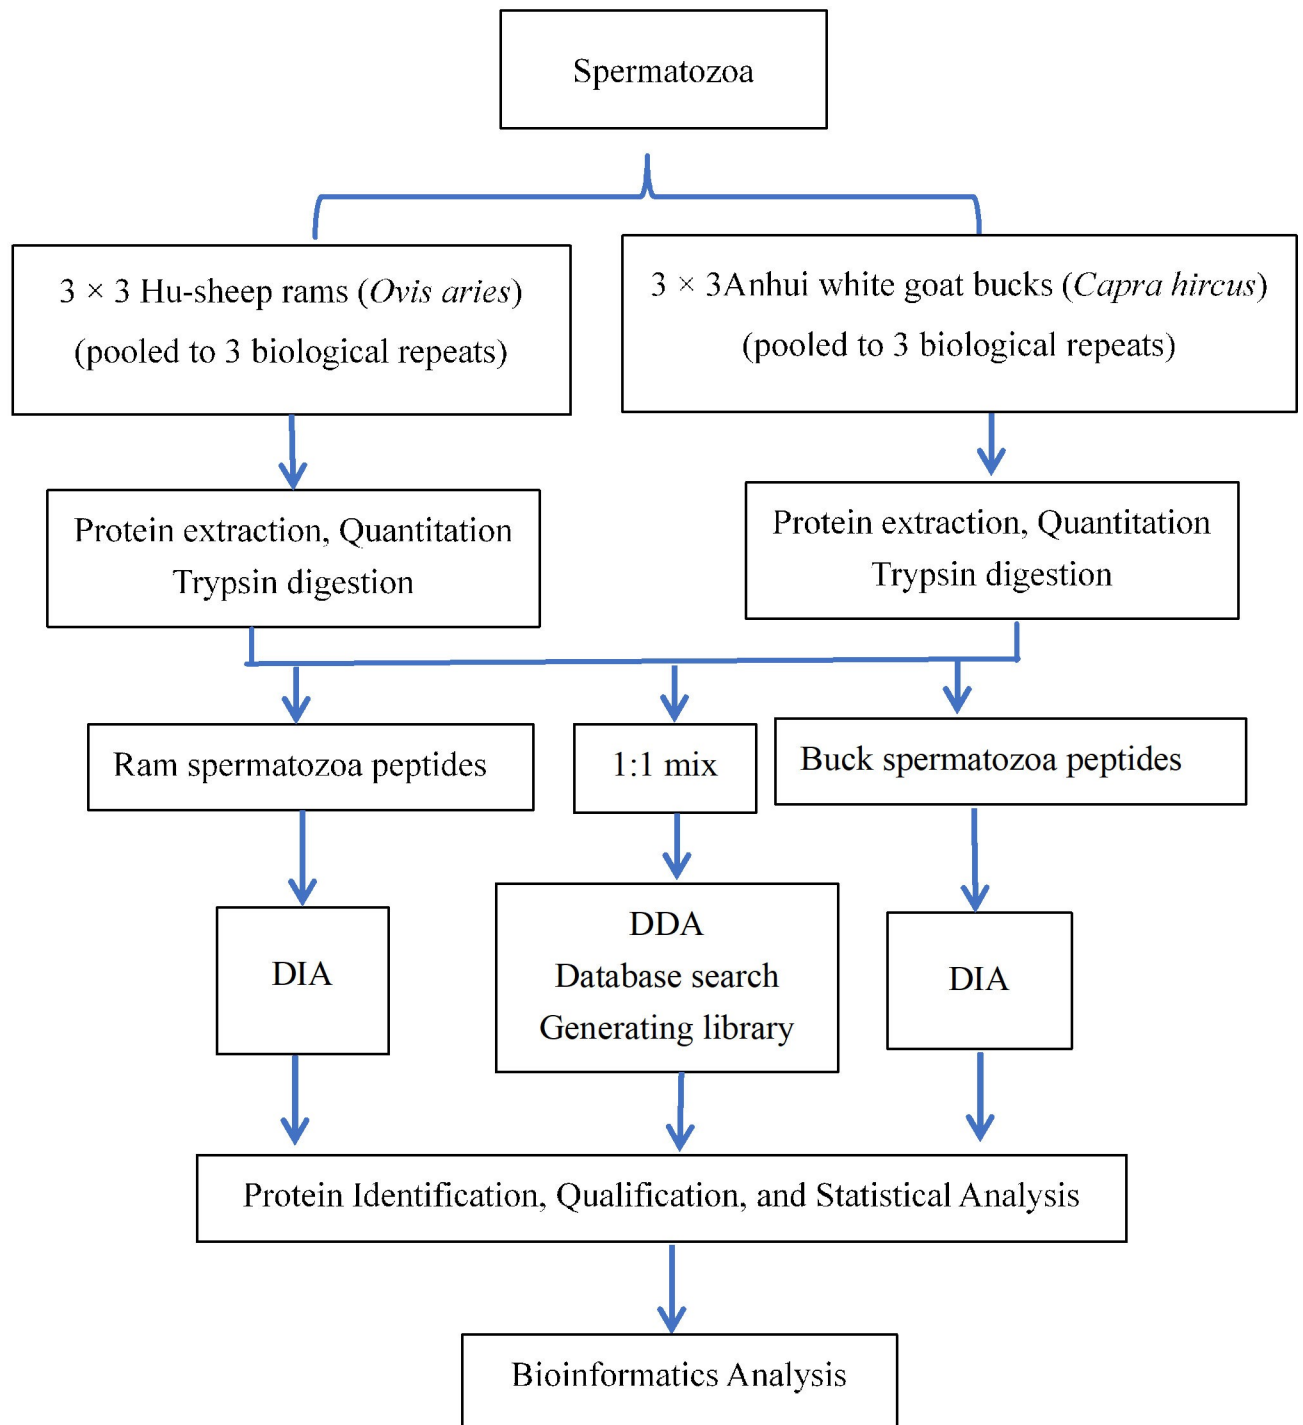 Spermatozoa
3 × 3 Hu-sheep rams (Ovis aries)
(pooled to 3 biological repeats)
3 × 3Anhui white goat bucks (Capra hircus)
(pooled to 3 biological repeats)
Protein extraction, Quantitation
Trypsin digestion
Protein extraction, Quantitation
Trypsin digestion
Ram spermatozoa peptides
1:1 mix
Buck spermatozoa peptides
DIA
DDA
Database search
Generating library
DIA
Protein Identification, Qualification, and Statistical Analysis
Bioinformatics Analysis